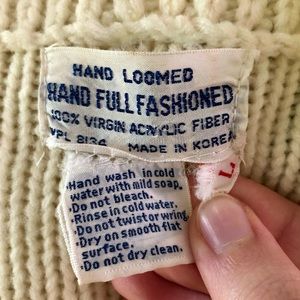 HAND LOOMED
HAND FULL FASHIONED
100% VIRGIN ACRYLIC FIBER
WPL 8134 MADE IN KOREA
L
•Hand wash in cold
water with mild soap.
•Do not bleach.
•Rinse in cold water.
•Do not twist or wring.
•Dry on smooth flat
surface.
•Do not dry clean.